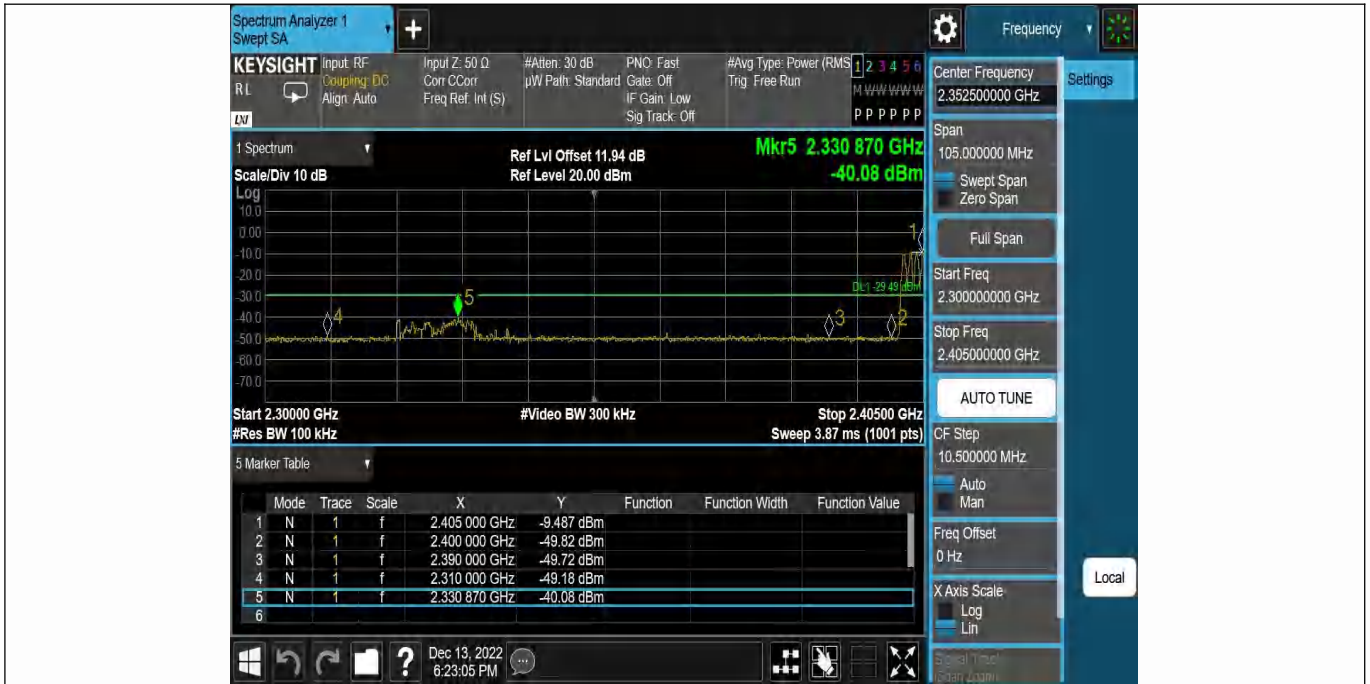 Spectrum Analyzer 1
Swept SA
+
Frequency
KEYSIGHT
RL
LXI
Input: RF
Coupling: DC
Align: Auto
Input Z: 50 Ω
Corr CCorr
Freq Ref: Int (S)
#Atten: 30 dB
µW Path: Standard
PNO: Fast
Gate: Off
IF Gain: Low
Sig Track: Off
#Avg Type: Power (RMS
Trig: Free Run
1 2 3 4 5 6
M W W W W W
P P P P P P
1 Spectrum
Scale/Div 10 dB
Ref Lvl Offset 11.94 dB
Ref Level 20.00 dBm
Mkr5 2.330 870 GHz
-40.08 dBm
Log
10.0
0.00
-10.0
-20.0
-30.0
-40.0
-50.0
-60.0
-70.0
1
DL1 -29.49 dBm
5
4
3
2
Start 2.30000 GHz
#Video BW 300 kHz
Stop 2.40500 GHz
#Res BW 100 kHz
Sweep 3.87 ms (1001 pts)
5 Marker Table
Mode Trace Scale X Y Function Function Width Function Value
1 N 1 f 2.405 000 GHz -9.487 dBm
2 N 1 f 2.400 000 GHz -49.82 dBm
3 N 1 f 2.390 000 GHz -49.72 dBm
4 N 1 f 2.310 000 GHz -49.18 dBm
5 N 1 f 2.330 870 GHz -40.08 dBm
6
?
Dec 13, 2022
6:23:05 PM
Center Frequency
2.352500000 GHz
Settings
Span
105.000000 MHz
Swept Span
Zero Span
Full Span
Start Freq
2.300000000 GHz
Stop Freq
2.405000000 GHz
AUTO TUNE
CF Step
10.500000 MHz
Auto
Man
Freq Offset
0 Hz
X Axis Scale
Log
Lin
Local
Signal Track
(Span Zoom)